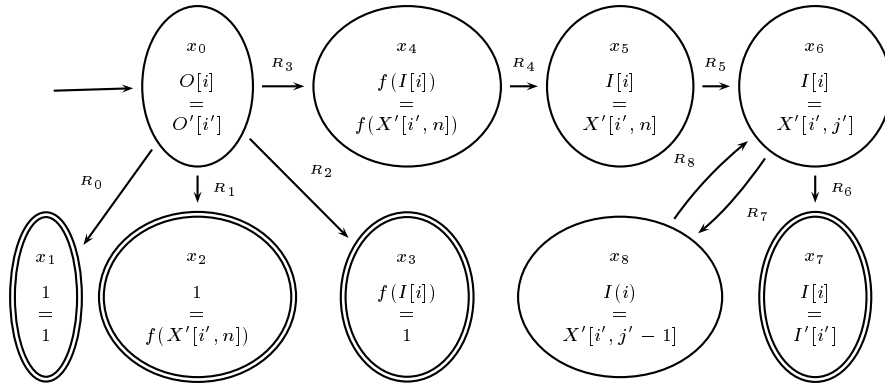 x₀
O[i]
=
O′[i′]
R₃
x₄
f(I[i])
=
f(X′[i′, n])
R₄
x₅
I[i]
=
X′[i′, n]
R₅
x₆
I[i]
=
X′[i′, j′]
R₀
R₁
R₂
R₈
R₇
R₆
x₁
1
=
1
x₂
1
=
f(X′[i′, n])
x₃
f(I[i])
=
1
x₈
I(i)
=
X′[i′, j′ − 1]
x₇
I[i]
=
I′[i′]